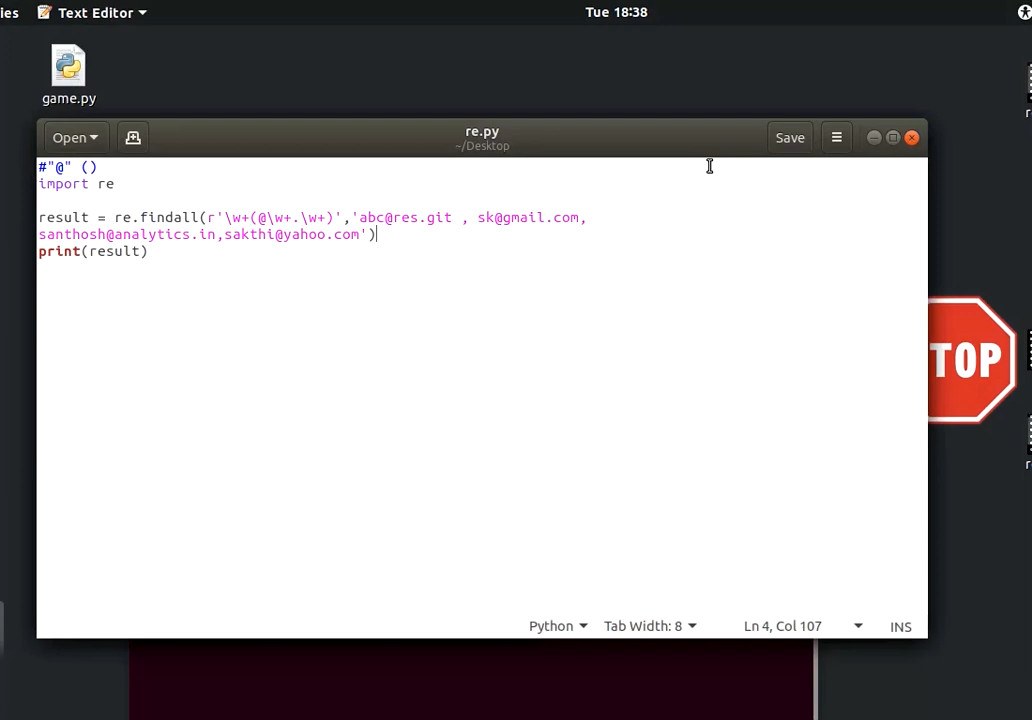 ies Text Editor Tue 18:38
game.py
Open re.py Save
~/Desktop
#"@" ()
import re
result = re.findall(r'\w+(@\w+.\w+)','abc@res.git , sk@gmail.com,
santhosh@analytics.in,sakthi@yahoo.com')
print(result)
TOP
Python Tab Width: 8 Ln 4, Col 107 INS